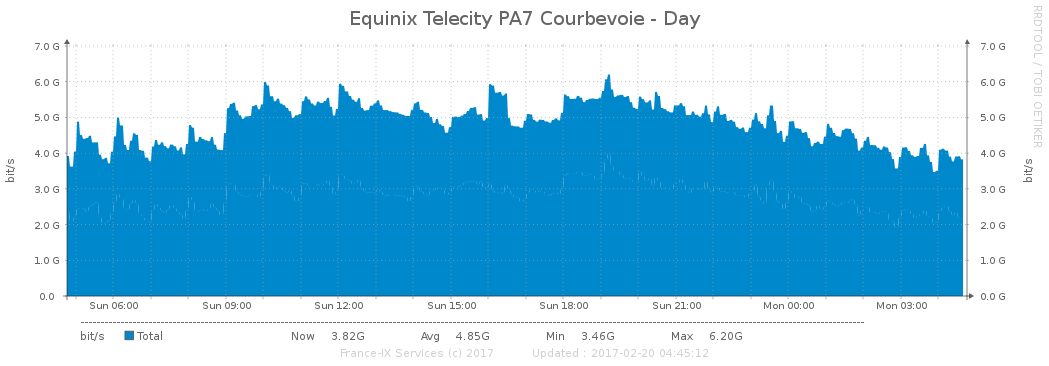 Equinix Telecity PA7 Courbevoie - Day
RRDTOOL / TOBI OETIKER
7.0 G 7.0 G
6.0 G 6.0 G
5.0 G 5.0 G
4.0 G 4.0 G
3.0 G 3.0 G
2.0 G 2.0 G
1.0 G 1.0 G
0.0 0.0 G
bit/s
bit/s
Sun 06:00 Sun 09:00 Sun 12:00 Sun 15:00 Sun 18:00 Sun 21:00 Mon 00:00 Mon 03:00
bit/s Total Now 3.82G Avg 4.85G Min 3.46G Max 6.20G
France-IX Services (c) 2017 Updated : 2017-02-20 04:45:12